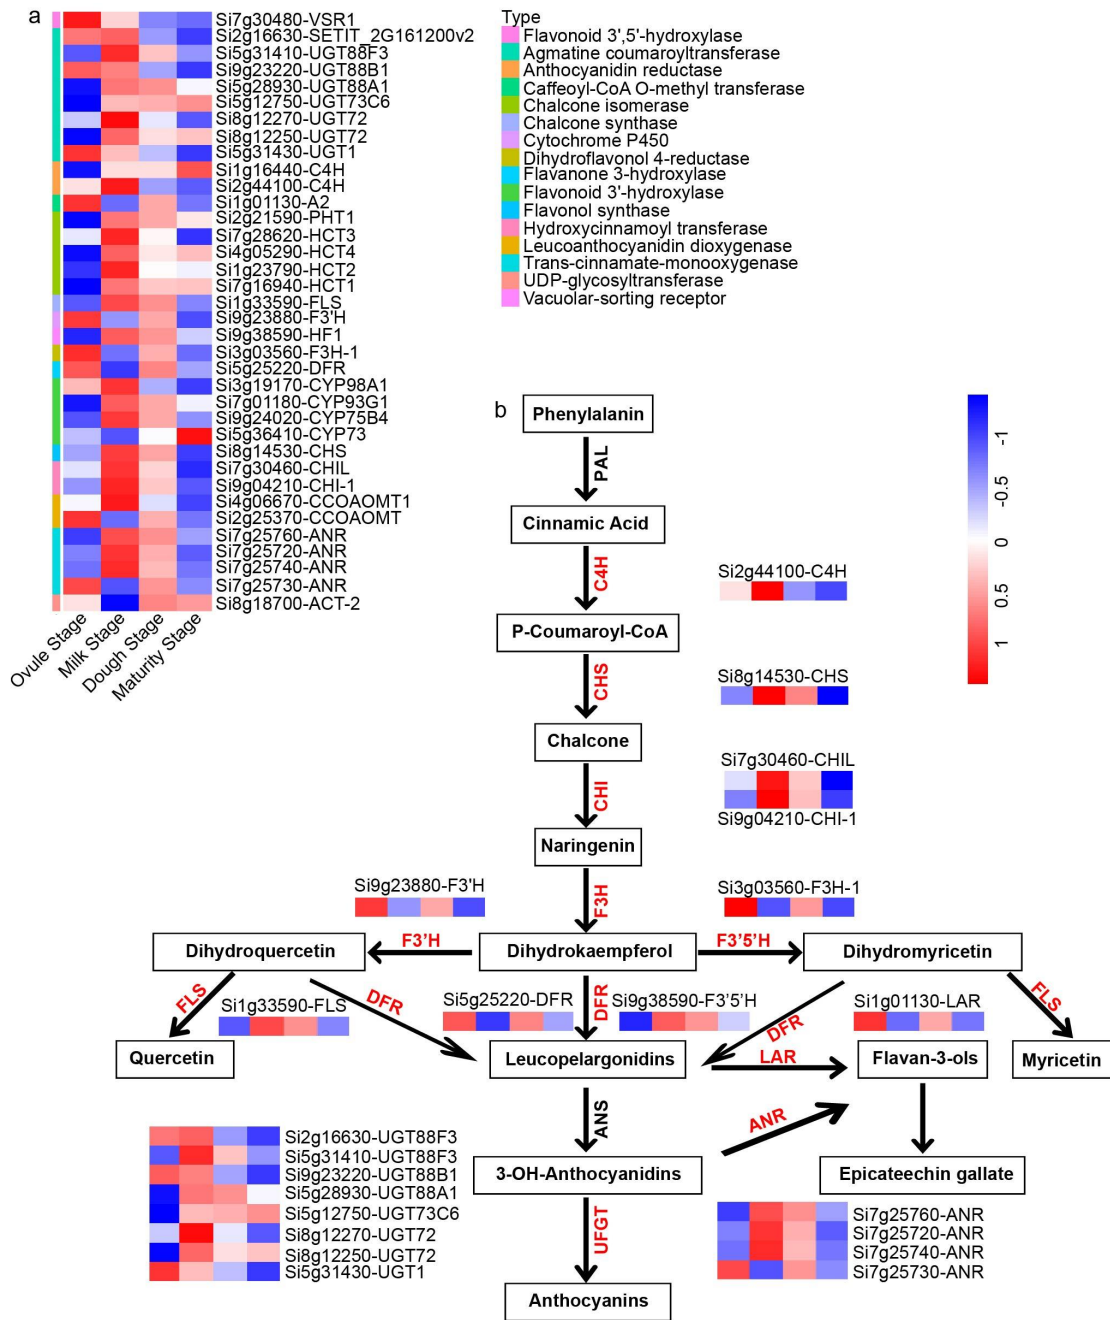 a
Si7g30480-VSR1
Si2g16630-SETIT_2G161200v2
Si5g31410-UGT88F3
Si9g23220-UGT88B1
Si5g28930-UGT88A1
Si5g12750-UGT73C6
Si8g12270-UGT72
Si8g12250-UGT72
Si5g31430-UGT1
Si1g16440-C4H
Si2g44100-C4H
Si1g01130-A2
Si2g21590-PHT1
Si7g28620-HCT3
Si4g05290-HCT4
Si1g23790-HCT2
Si7g16940-HCT1
Si1g33590-FLS
Si9g23880-F3'H
Si9g38590-HF1
Si3g03560-F3H-1
Si5g25220-DFR
Si3g19170-CYP98A1
Si7g01180-CYP93G1
Si9g24020-CYP75B4
Si5g36410-CYP73
Si8g14530-CHS
Si7g30460-CHIL
Si9g04210-CHI-1
Si4g06670-CCOAOMT1
Si2g25370-CCOAOMT
Si7g25760-ANR
Si7g25720-ANR
Si7g25740-ANR
Si7g25730-ANR
Si8g18700-ACT-2
Ovule Stage
Milk Stage
Dough Stage
Maturity Stage
Type
Flavonoid 3',5'-hydroxylase
Agmatine coumaroyltransferase
Anthocyanidin reductase
Caffeoyl-CoA O-methyl transferase
Chalcone isomerase
Chalcone synthase
Cytochrome P450
Dihydroflavonol 4-reductase
Flavanone 3-hydroxylase
Flavonoid 3'-hydroxylase
Flavonol synthase
Hydroxycinnamoyl transferase
Leucoanthocyanidin dioxygenase
Trans-cinnamate-monooxygenase
UDP-glycosyltransferase
Vacuolar-sorting receptor
b
-1
-0.5
0
0.5
1
Phenylalanin
PAL
Cinnamic Acid
C4H
Si2g44100-C4H
P-Coumaroyl-CoA
CHS
Si8g14530-CHS
Chalcone
CHI
Si7g30460-CHIL
Si9g04210-CHI-1
Naringenin
F3H
Si9g23880-F3'H
Si3g03560-F3H-1
Dihydroquercetin
F3'H
Dihydrokaempferol
F3'5'H
Dihydromyricetin
FLS
Si1g33590-FLS
DFR
Si5g25220-DFR
DFR
Si9g38590-F3'5'H
DFR
Si1g01130-LAR
FLS
Quercetin
Leucopelargonidins
LAR
Flavan-3-ols
Myricetin
ANS
ANR
3-OH-Anthocyanidins
Epicateechin gallate
Si2g16630-UGT88F3
Si5g31410-UGT88F3
Si9g23220-UGT88B1
Si5g28930-UGT88A1
Si5g12750-UGT73C6
Si8g12270-UGT72
Si8g12250-UGT72
Si5g31430-UGT1
UFGT
Si7g25760-ANR
Si7g25720-ANR
Si7g25740-ANR
Si7g25730-ANR
Anthocyanins